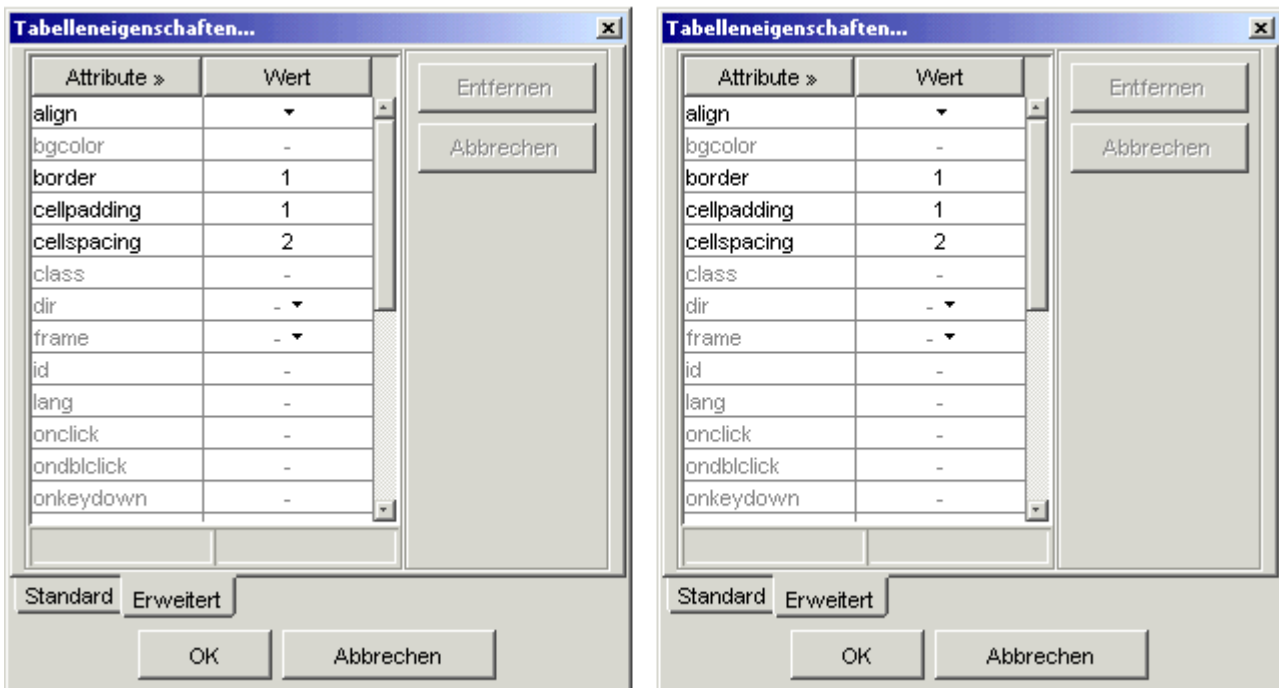 Tabelleneigenschaften...
Attribute » Wert
Entfernen
align
Abbrechen
bgcolor -
border 1
cellpadding 1
cellspacing 2
class -
dir -
frame -
id -
lang -
onclick -
ondblclick -
onkeydown -
Standard Erweitert
OK Abbrechen
Tabelleneigenschaften...
Attribute » Wert
Entfernen
align
Abbrechen
bgcolor -
border 1
cellpadding 1
cellspacing 2
class -
dir -
frame -
id -
lang -
onclick -
ondblclick -
onkeydown -
Standard Erweitert
OK Abbrechen